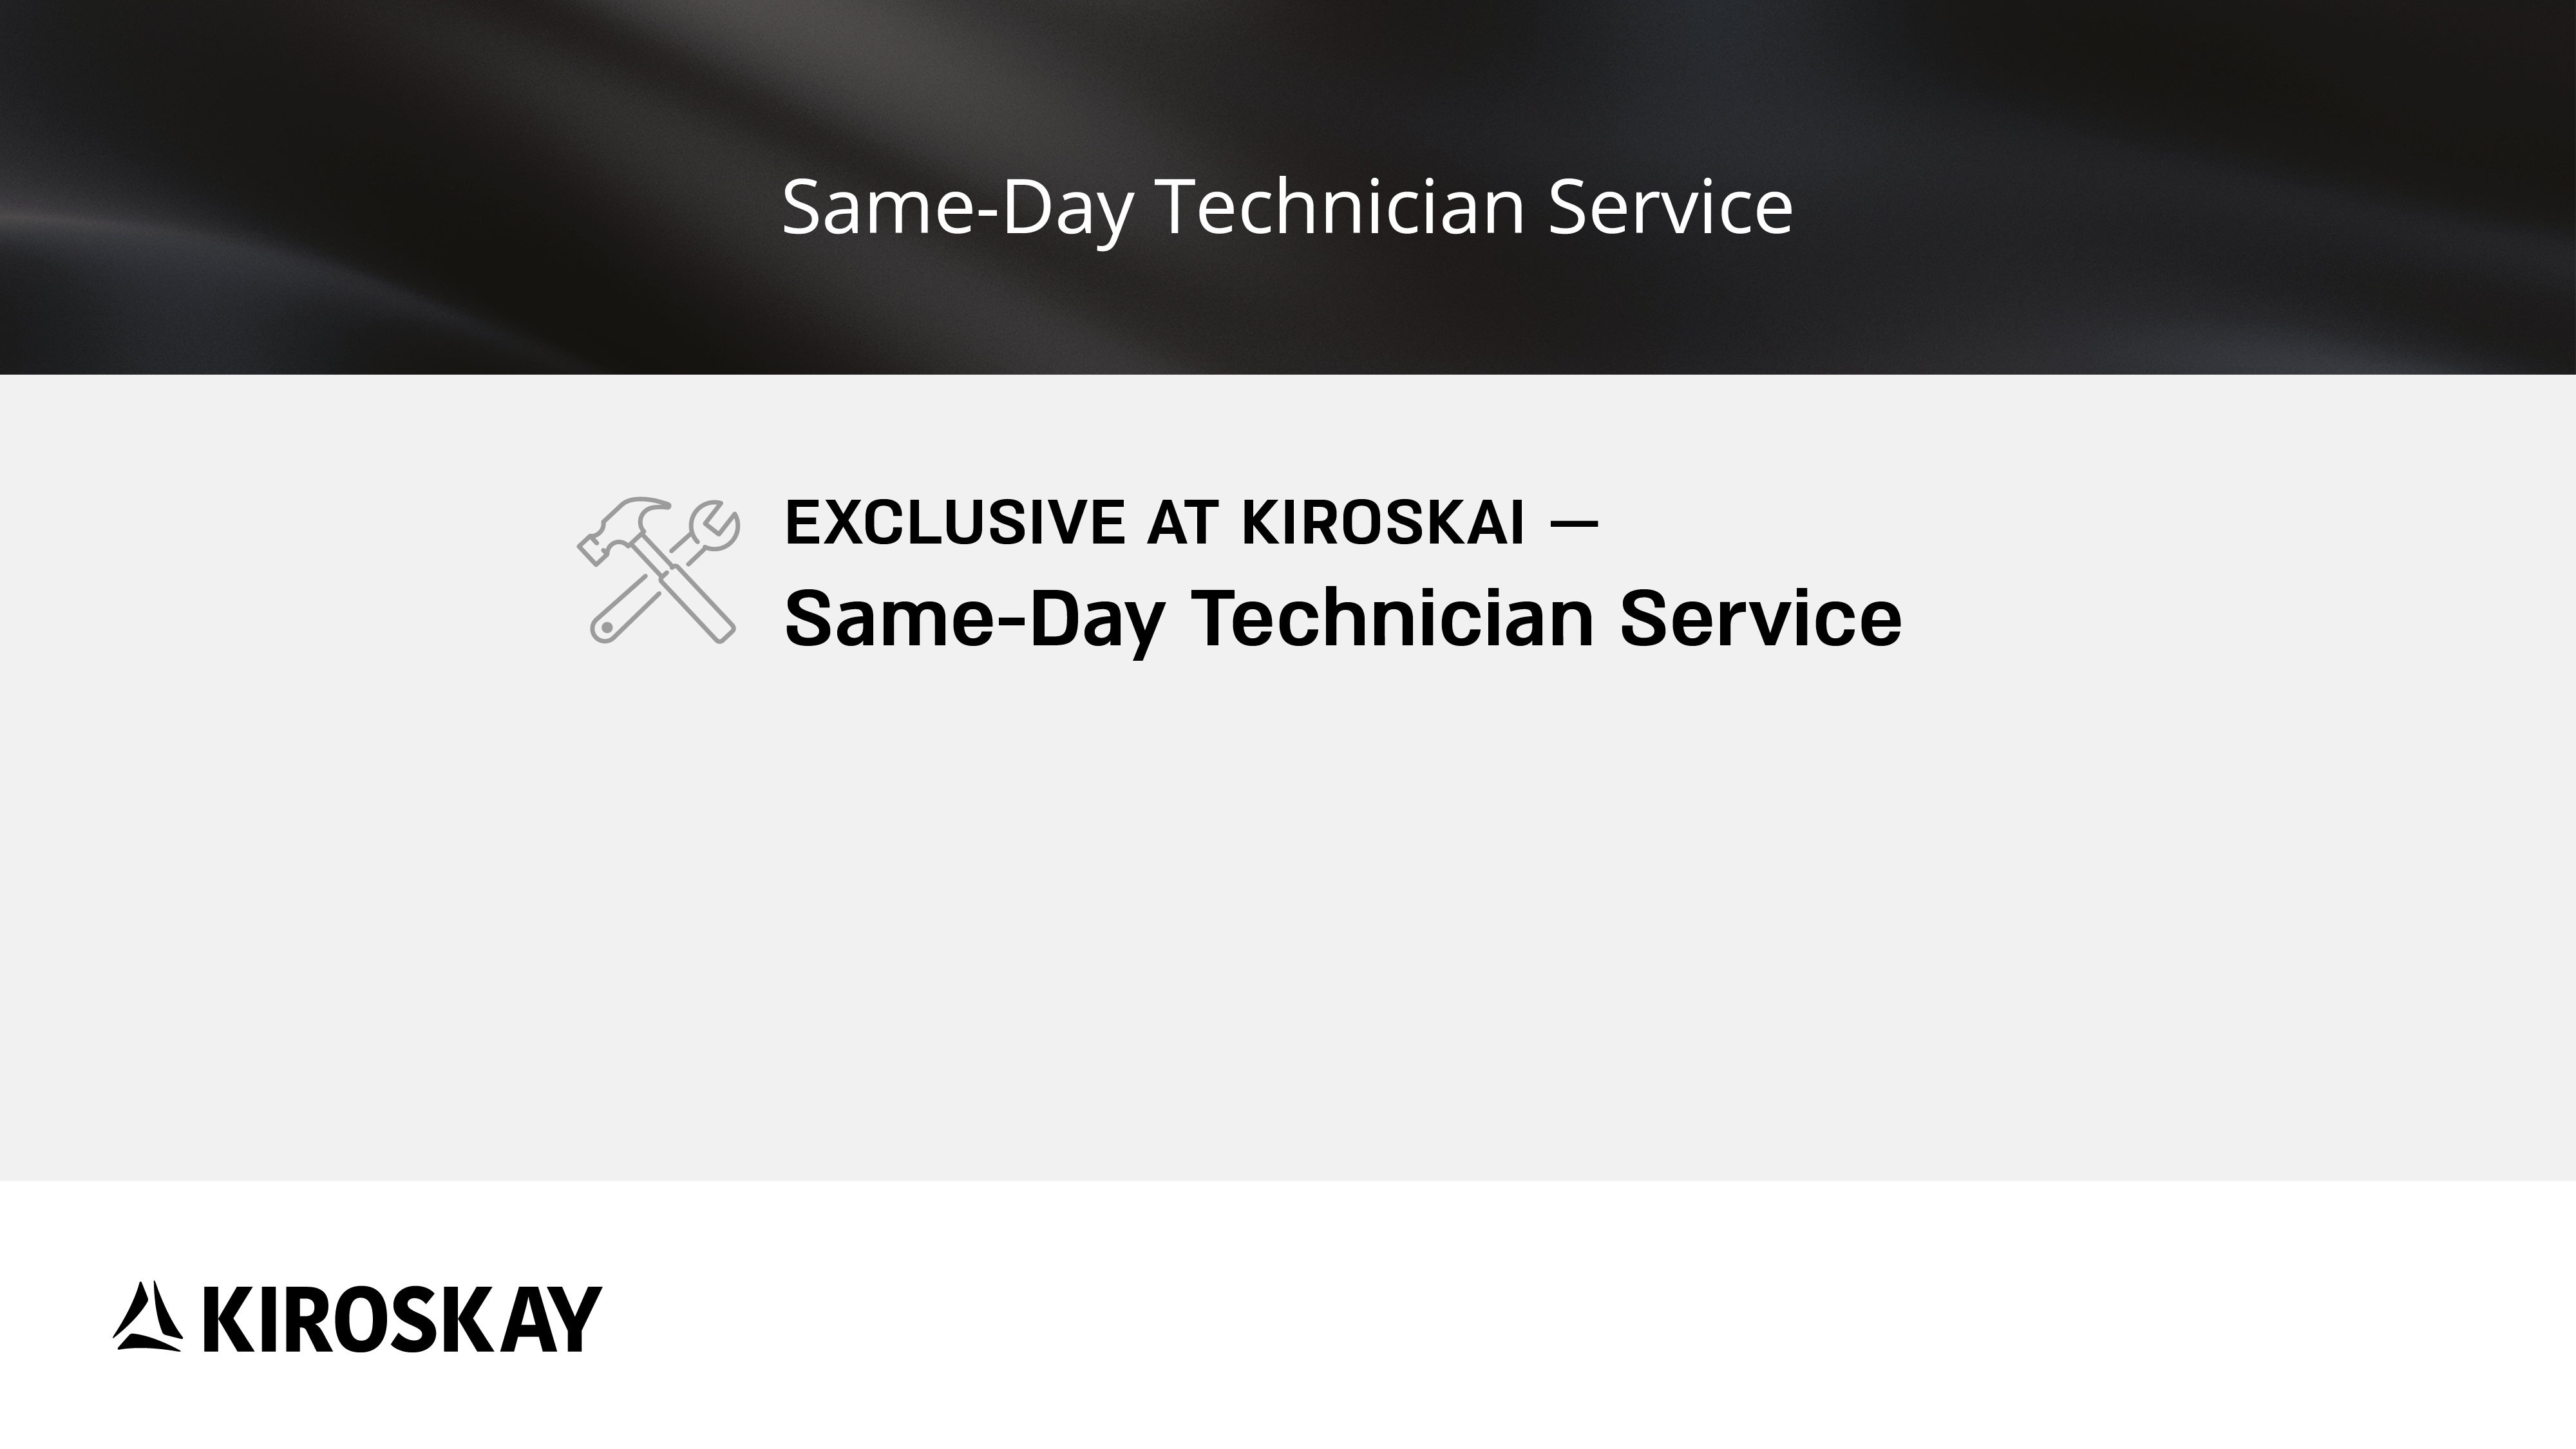 Same-Day Technician Service
EXCLUSIVE AT KIROSKAI —
Same-Day Technician Service
KIROSKAY